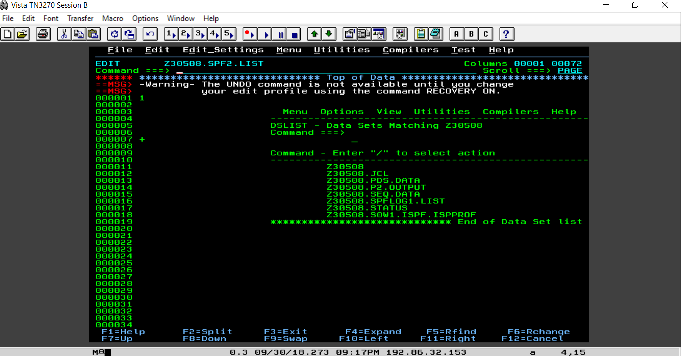 Vista TN3270 Session B
File Edit Font Transfer Macro Options Window Help
1 2 3 4 5 A B C ?
File Edit Edit_Settings Menu Utilities Compilers Test Help
EDIT Z30508.SPF2.LIST Columns 00001 00072
Command ===> _ Scroll ===> PAGE
****** ***************************** Top of Data ******************************
==MSG> -Warning- The UNDO command is not available until you change
==MSG> your edit profile using the command RECOVERY ON.
000001 1
000002
000003 Menu Options View Utilities Compilers Help
000004 -----------------------------------------------
000005 DSLIST - Data Sets Matching Z30508
000006 Command ===>
000007 + _
000008
000009 Command - Enter "/" to select action
000010 -----------------------------------------------
000011 Z30508
000012 Z30508.JCL
000013 Z30508.PDS.DATA
000014 Z30508.P2.OUTPUT
000015 Z30508.SEQ.DATA
000016 Z30508.SPFLOG1.LIST
000017 Z30508.STATUS
000018 Z30508.SOW1.ISPF.ISPPROF
000019 *************************** End of Data Set list
000020
000021
000022
000023
000024
000025
000026
000027
000028
000029
000030
000031
000032
000033
000034
F1=Help F2=Split F3=Exit F4=Expand F5=Rfind F6=Rchange
F7=Up F8=Down F9=Swap F10=Left F11=Right F12=Cancel
0.3 09/30/10.273 09:17PM 192.86.32.153 a 4,15